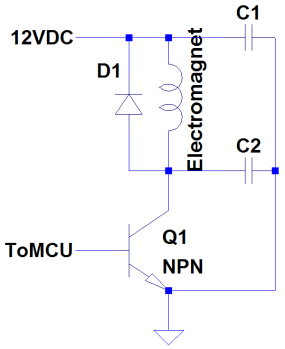 C1
12VDC
D1
Electromagnet
C2
Q1
ToMCU
NPN